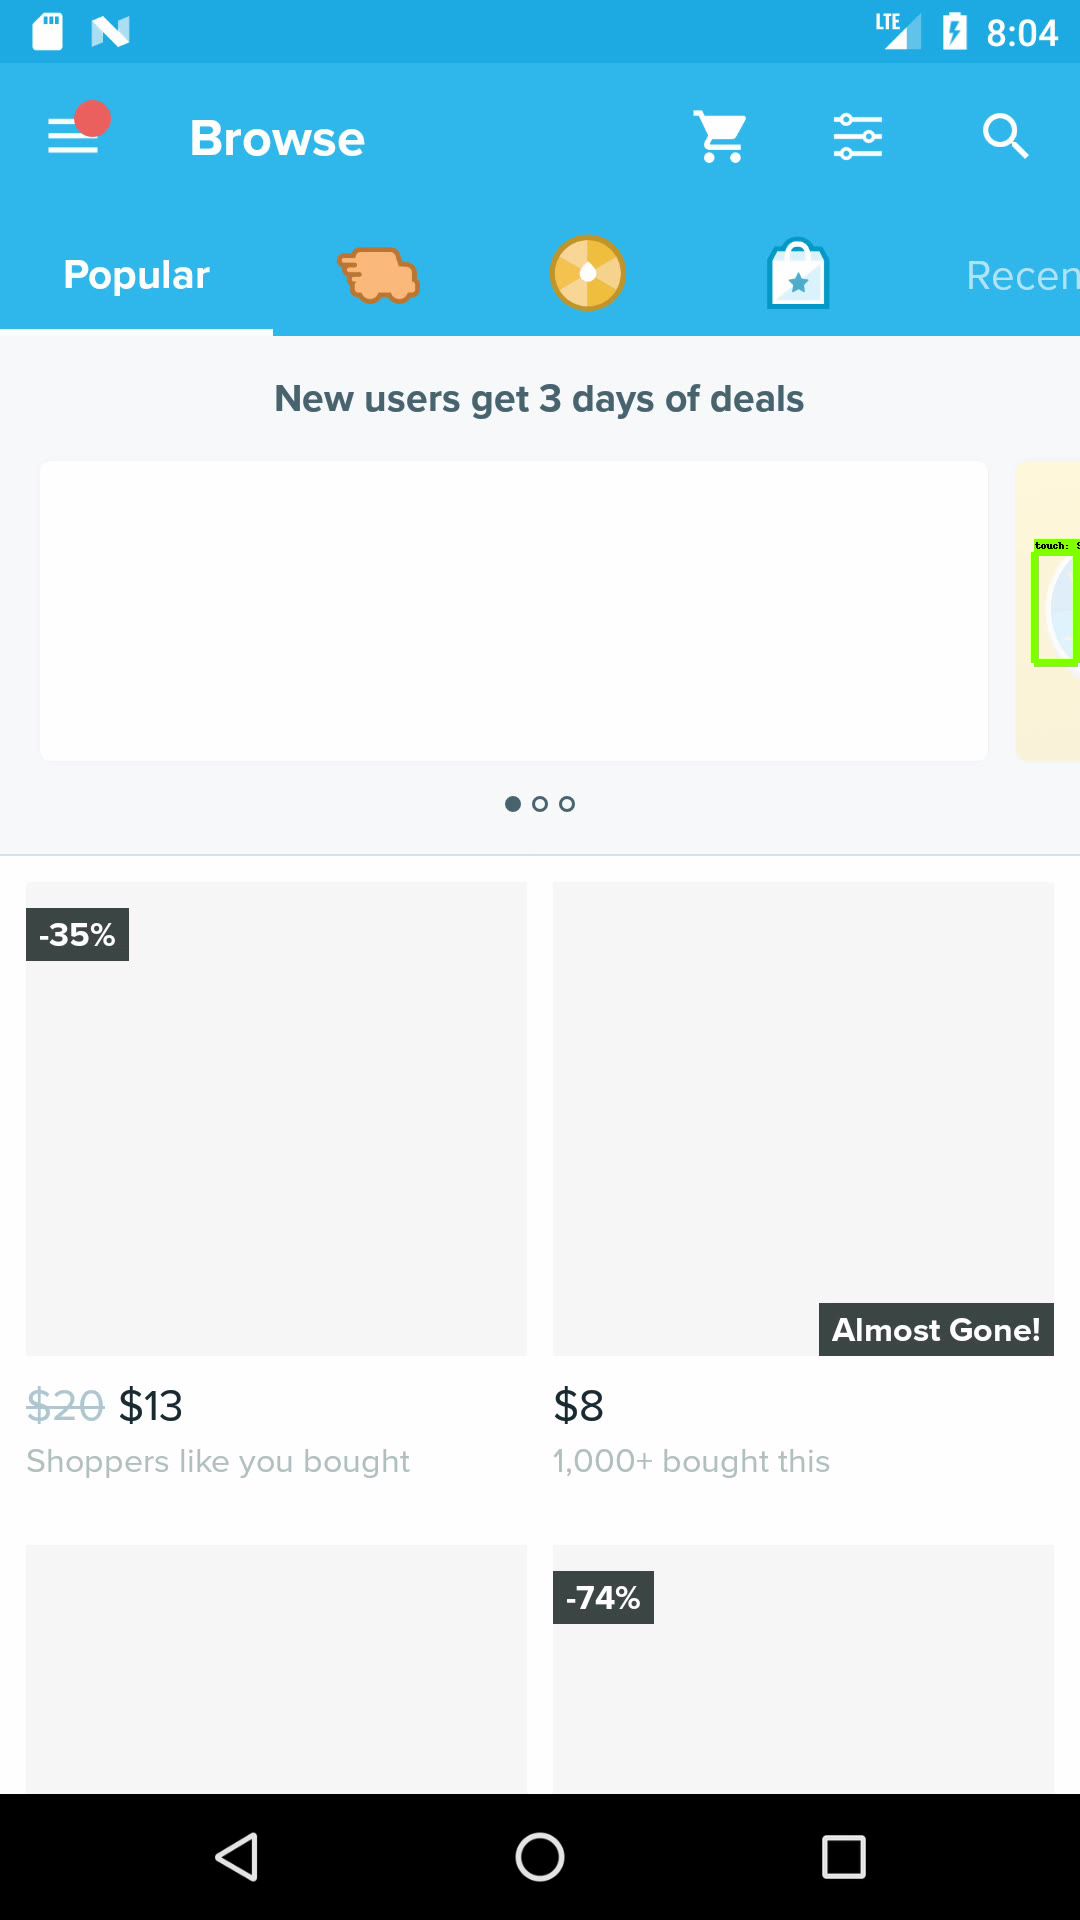 LTE 8:04
Browse
Popular
Recen
New users get 3 days of deals
touch:
-35%
Almost Gone!
$20 $13
$8
Shoppers like you bought
1,000+ bought this
-74%